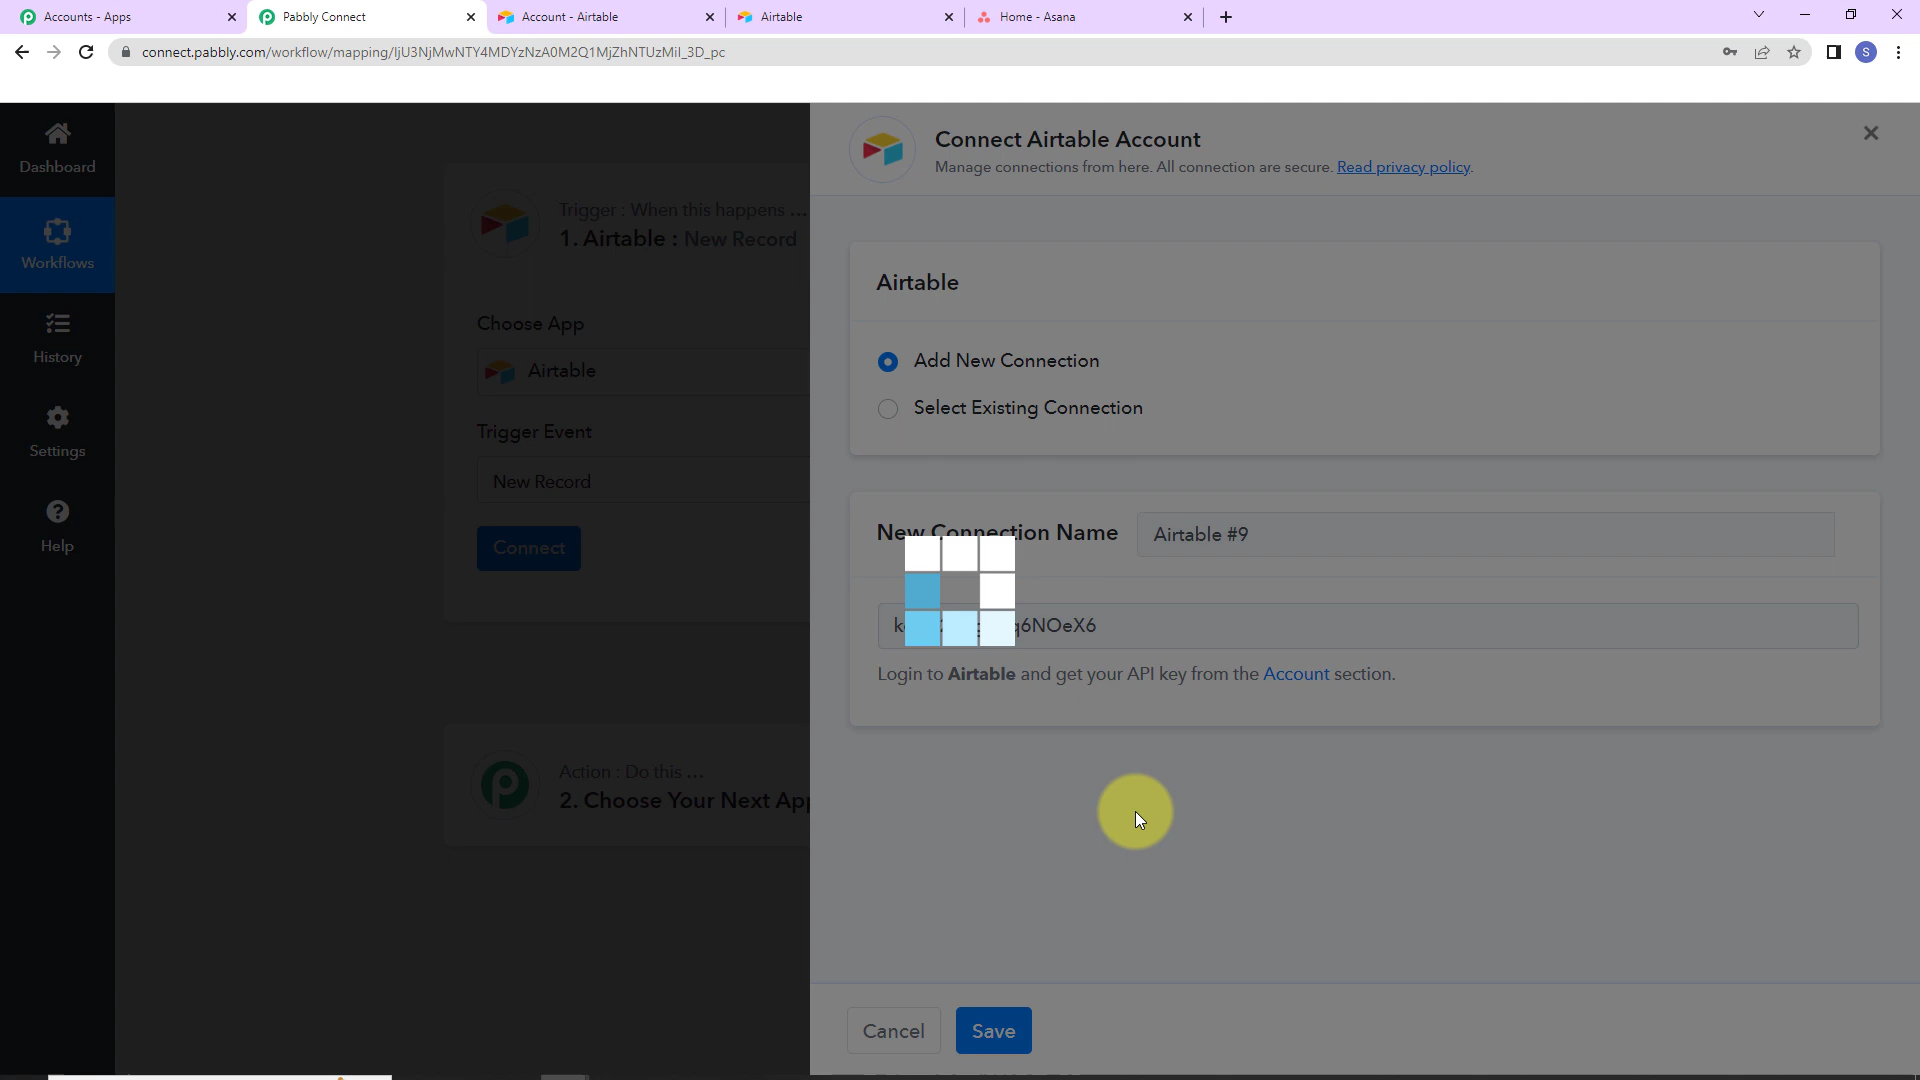 Accounts - Apps
Pabbly Connect
Account - Airtable
Airtable
Home - Asana
connect.pabbly.com/workflow/mapping/IjU3NjMwNTY4MDYzNzA0M2Q1MjZhNTUzMiI_3D_pc
S
Dashboard
Workflows
History
Settings
Help
Trigger : When this happens ...
1. Airtable : New Record
Choose App
Airtable
Trigger Event
New Record
Connect
Action : Do this ...
2. Choose Your Next App
Connect Airtable Account
Manage connections from here. All connection are secure. Read privacy policy.
Airtable
Add New Connection
Select Existing Connection
New Connection Name
Airtable #9
q6NOeX6
Login to Airtable and get your API key from the Account section.
Cancel
Save